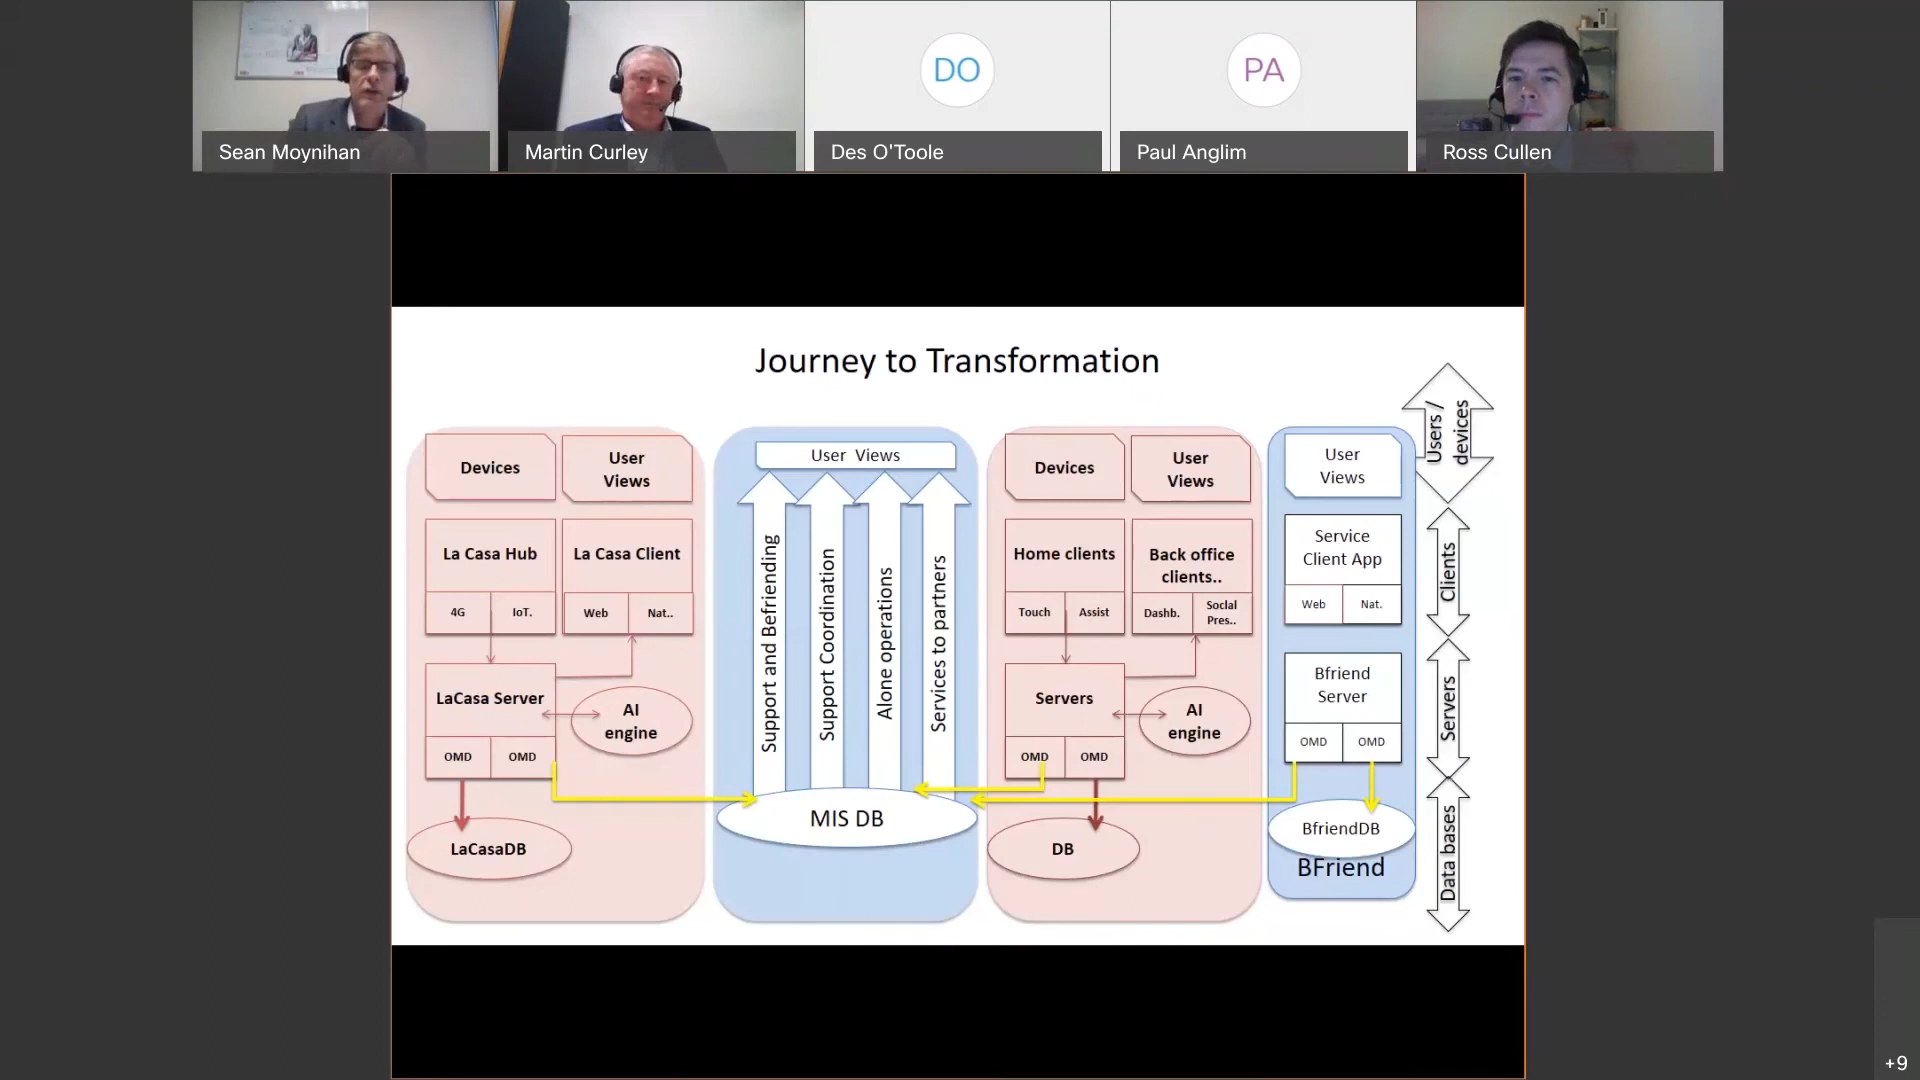 Sean Moynihan
Martin Curley
DO
Des O'Toole
PA
Paul Anglim
Ross Cullen
Journey to Transformation
Devices
User
Views
La Casa Hub
La Casa Client
4G
IoT.
Web
Nat..
LaCasa Server
AI
engine
OMD
OMD
LaCasaDB
User Views
Support and Befriending
Support Coordination
Alone operations
Services to partners
MIS DB
Devices
User
Views
Home clients
Back office
clients..
Touch
Assist
Dashb.
Social
Pres..
Servers
AI
engine
OMD
OMD
DB
User
Views
Service
Client App
Web
Nat.
Bfriend
Server
OMD
OMD
BfriendDB
BFriend
Users /
devices
Clients
Servers
Data bases
+9